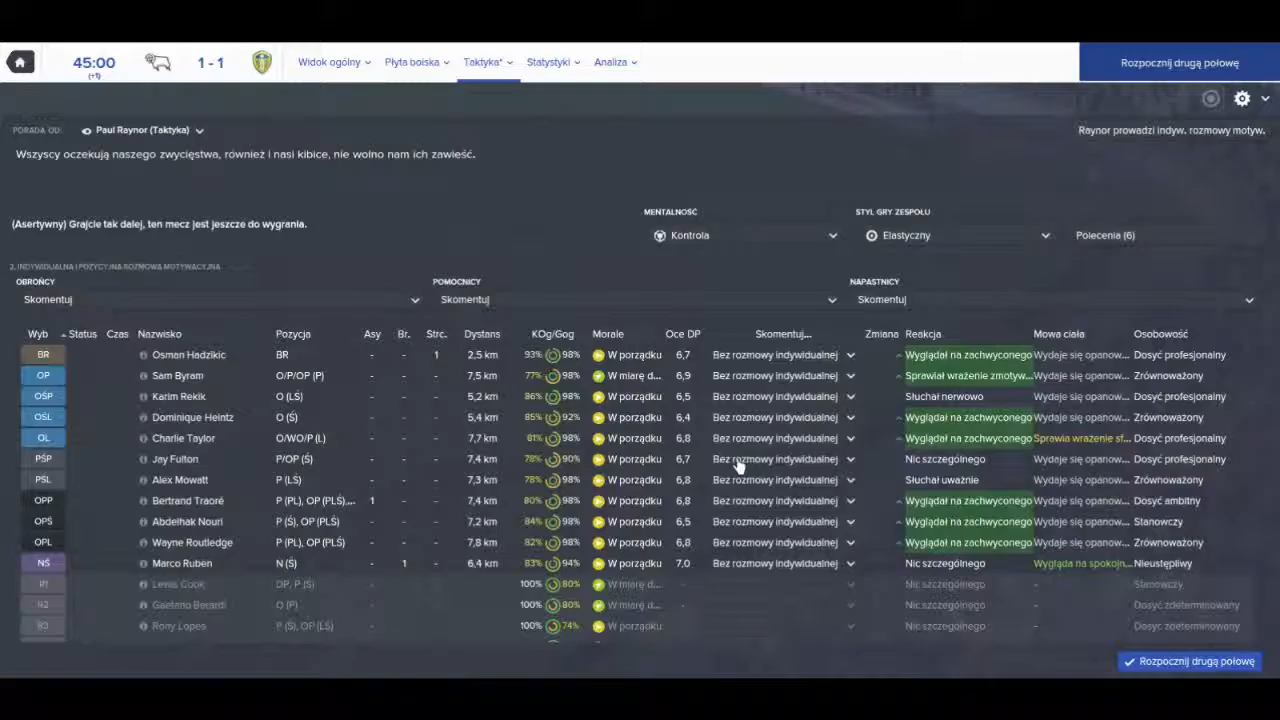 45:00 (+1) 1 - 1 Widok ogólny Płyta boiska Taktyka* Statystyki Analiza Rozpocznij drugą połowę
PORADA OD: Paul Raynor (Taktyka) Raynor prowadzi indyw. rozmowy motyw.
Wszyscy oczekują naszego zwycięstwa, również i nasi kibice, nie wolno nam ich zawieść.
(Asertywny) Grajcie tak dalej, ten mecz jest jeszcze do wygrania.
MENTALNOŚĆ STYL GRY ZESPOŁU
Kontrola Elastyczny Polecenia (6)
2. INDYWIDUALNA I POZYCYJNA ROZMOWA MOTYWACYJNA
OBROŃCY POMOCNICY NAPASTNICY
Skomentuj Skomentuj Skomentuj
Wyb Status Czas Nazwisko Pozycja Asy Br. Strc. Dystans KOg/Gog Morale Oce DP Skomentuj... Zmiana Reakcja Mowa ciała Osobowość
BR Osman Hadzikic BR - - 1 2,5 km 93% 98% W porządku 6,7 Bez rozmowy indywidualnej Wyglądał na zachwyconego Wydaje się opanow... Dosyć profesjonalny
OP Sam Byram O/P/OP (P) - - - 7,5 km 77% 98% W miarę d... 6,9 Bez rozmowy indywidualnej Sprawiał wrażenie zmotyw... Wydaje się opanow... Zrównoważony
OŚP Karim Rekik O (LŚ) - - - 5,2 km 86% 98% W porządku 6,5 Bez rozmowy indywidualnej Słuchał nerwowo Wydaje się opanow... Dosyć profesjonalny
OŚL Dominique Heintz O (Ś) - - - 5,4 km 85% 92% W porządku 6,4 Bez rozmowy indywidualnej Wyglądał na zachwyconego Wydaje się opanow... Zrównoważony
OL Charlie Taylor O/WO/P (L) - - - 7,7 km 81% 98% W porządku 6,8 Bez rozmowy indywidualnej Wyglądał na zachwyconego Sprawia wrażenie sf... Dosyć profesjonalny
PŚP Jay Fulton P/OP (Ś) - - - 7,4 km 78% 90% W porządku 6,7 Bez rozmowy indywidualnej Nic szczególnego Wydaje się opanow... Dosyć profesjonalny
PŚL Alex Mowatt P (LŚ) - - - 7,3 km 78% 98% W porządku 6,8 Bez rozmowy indywidualnej Słuchał uważnie Wydaje się opanow... Zrównoważony
OPP Bertrand Traoré P (PL), OP (PLŚ),... 1 - - 7,4 km 80% 98% W porządku 6,8 Bez rozmowy indywidualnej Wyglądał na zachwyconego Wydaje się opanow... Dosyć ambitny
OPŚ Abdelhak Nouri P (Ś), OP (PLŚ) - - - 7,2 km 84% 98% W porządku 6,5 Bez rozmowy indywidualnej Wyglądał na zachwyconego Wydaje się opanow... Stanowczy
OPL Wayne Routledge P (PL), OP (PLŚ) - - - 7,8 km 82% 98% W porządku 6,8 Bez rozmowy indywidualnej Wyglądał na zachwyconego Wydaje się opanow... Zrównoważony
NŚ Marco Ruben N (Ś) - 1 - 6,4 km 83% 94% W porządku 7,0 Bez rozmowy indywidualnej Nic szczególnego Wygląda na spokojn... Nieustępliwy
R1 Lewis Cook DP, P (Ś) 100% 80% W miarę d... - Nic szczególnego - Stanowczy
R2 Gaetano Berardi O (P) 100% 80% W miarę d... - Nic szczególnego - Dosyć zdeterminowany
R3 Rony Lopes P (Ś), OP (LŚ) 100% 74% W porządku Nic szczególnego - Dosyć zdeterminowany
Rozpocznij drugą połowę